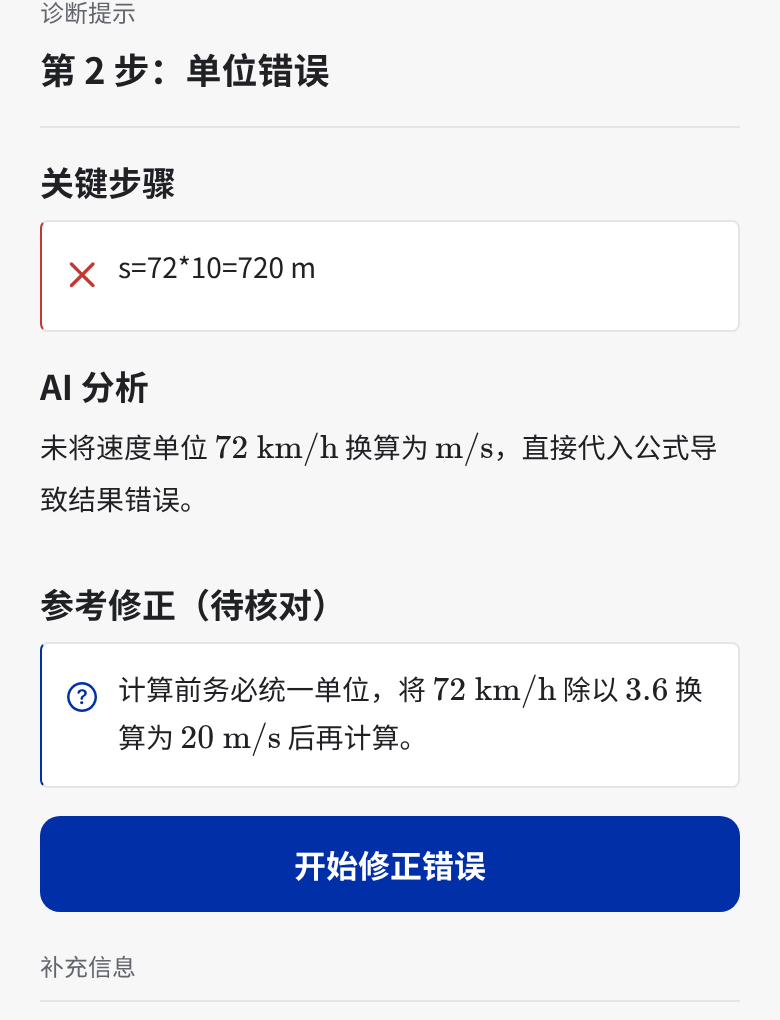 诊断提示
第 2 步：单位错误
关键步骤
s=72*10=720 m
AI 分析
未将速度单位 72 km/h 换算为 m/s，直接代入公式导
致结果错误。
参考修正（待核对）
计算前务必统一单位，将 72 km/h 除以 3.6 换
算为 20 m/s 后再计算。
开始修正错误
补充信息